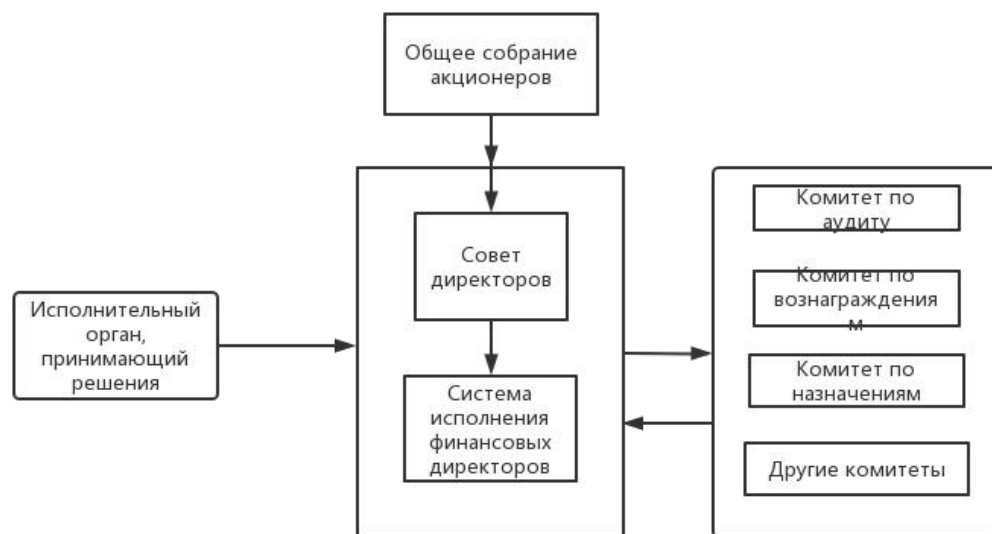 Общее собрание
акционеров
Совет
директоров
Исполнительный
орган,
принимающий
решения
Система
исполнения
финансовых
директоров
Комитет по
аудиту
Комитет по
вознаграждения
м
Комитет по
назначениям
Другие комитеты